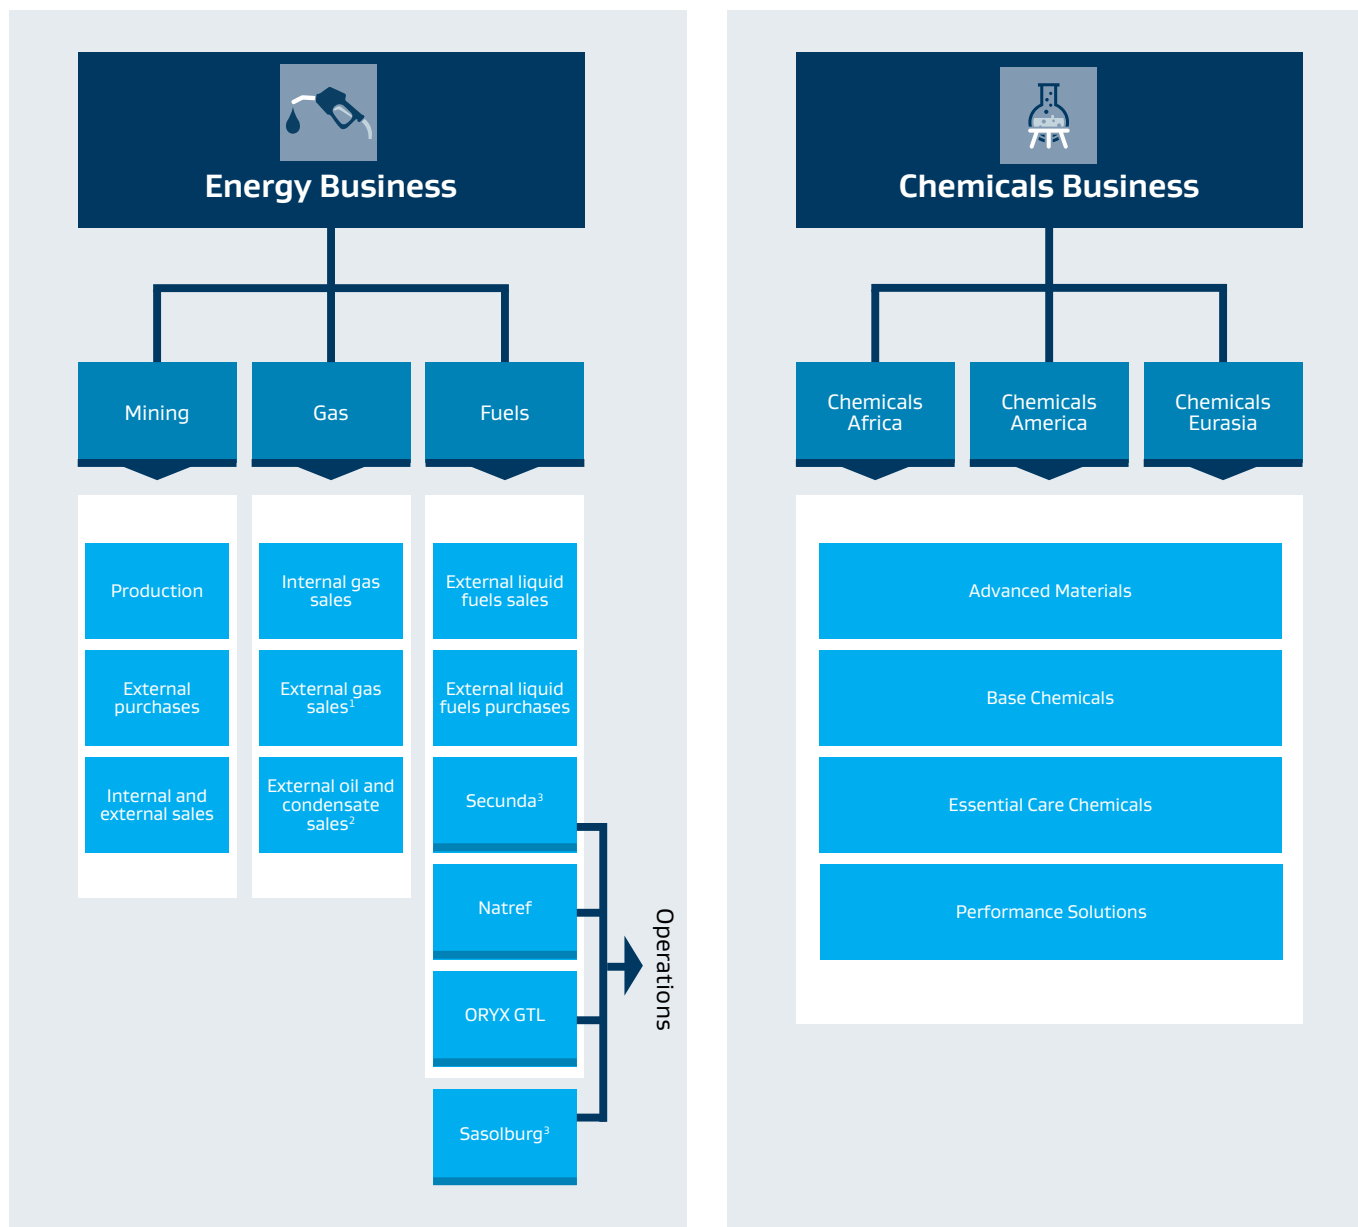 Energy Business
Mining
Gas
Fuels
Production
External
purchases
Internal and
external sales
Internal gas
sales
External gas
sales¹
External oil and
condensate
sales²
External liquid
fuels sales
External liquid
fuels purchases
Secunda³
Natref
ORYX GTL
Sasolburg³
Operations
Chemicals Business
Chemicals
Africa
Chemicals
America
Chemicals
Eurasia
Advanced Materials
Base Chemicals
Essential Care Chemicals
Performance Solutions